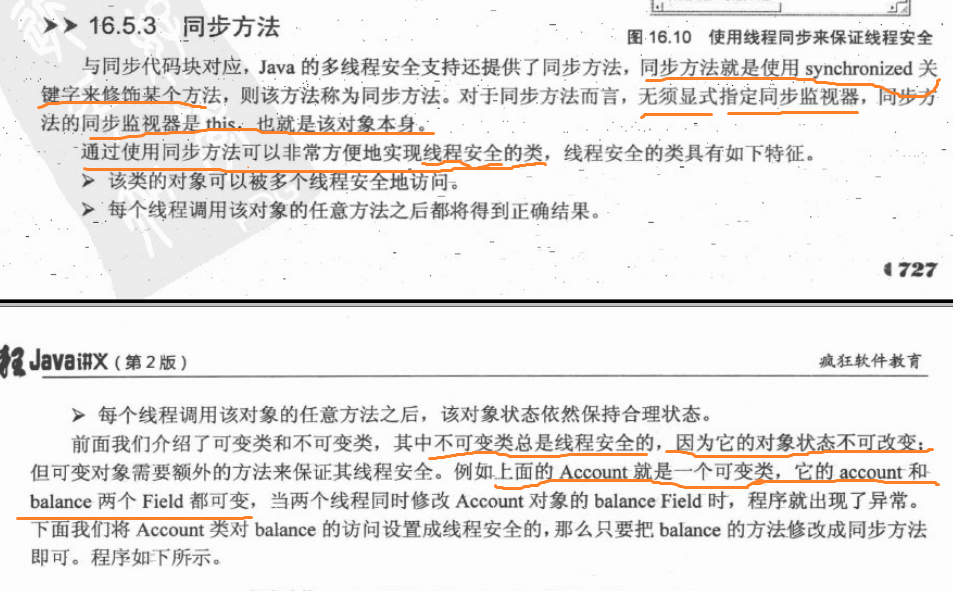 ➤➤ 16.5.3 同步方法
图 16.10 使用线程同步来保证线程安全
与同步代码块对应，Java 的多线程安全支持还提供了同步方法，同步方法就是使用 synchronized 关
键字来修饰某个方法，则该方法称为同步方法。对于同步方法而言，无须显式指定同步监视器，同步方
法的同步监视器是 this，也就是该对象本身。
通过使用同步方法可以非常方便地实现线程安全的类，线程安全的类具有如下特征。
➢ 该类的对象可以被多个线程安全地访问。
➢ 每个线程调用该对象的任意方法之后都将得到正确结果。
727
Java讲义（第 2 版）
疯狂软件教育
➢ 每个线程调用该对象的任意方法之后，该对象状态依然保持合理状态。
前面我们介绍了可变类和不可变类，其中不可变类总是线程安全的，因为它的对象状态不可改变；
但可变对象需要额外的方法来保证其线程安全。例如上面的 Account 就是一个可变类，它的 account 和
balance 两个 Field 都可变，当两个线程同时修改 Account 对象的 balance Field 时，程序就出现了异常。
下面我们将 Account 类对 balance 的访问设置成线程安全的，那么只要把 balance 的方法修改成同步方法
即可。程序如下所示。